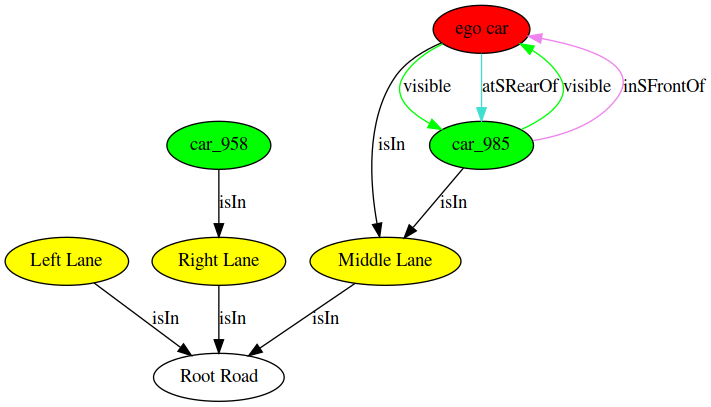 ego car
visible
atSRearOf
visible
inSFrontOf
car_958
car_985
isIn
isIn
isIn
Left Lane
Right Lane
Middle Lane
isIn
isIn
isIn
Root Road